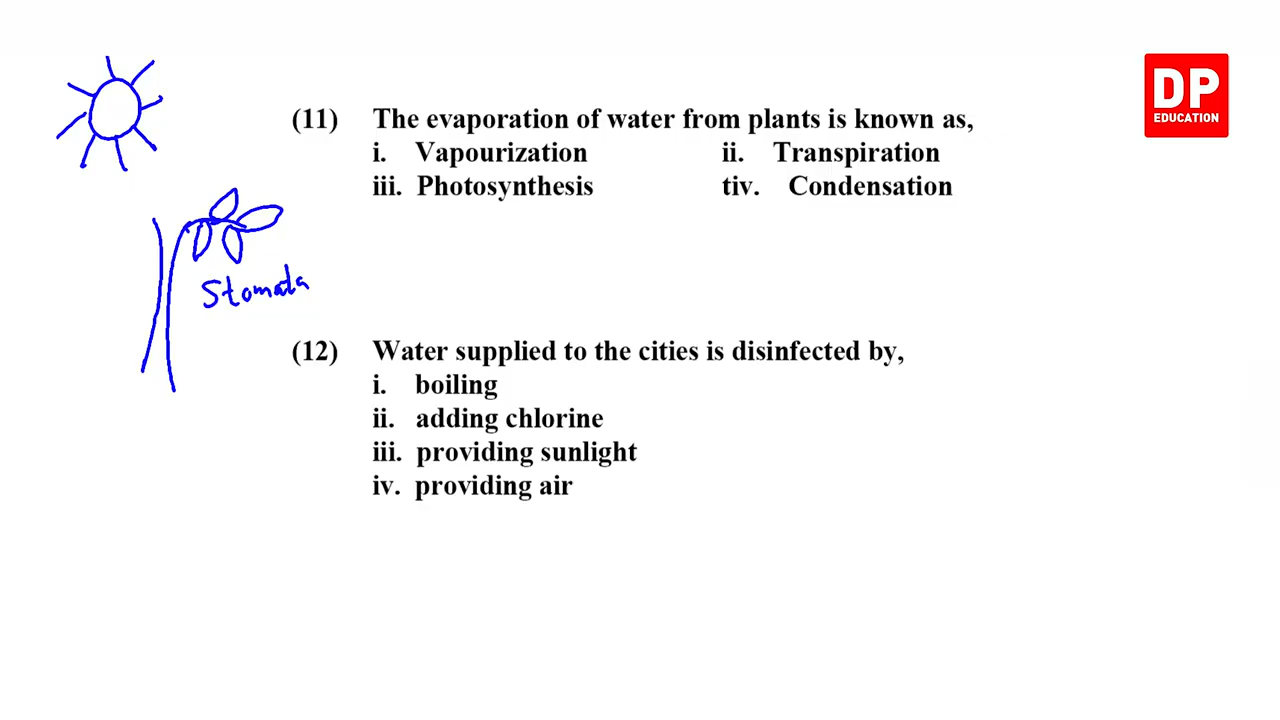 DP
EDUCATION
(11) The evaporation of water from plants is known as,
i. Vapourization ii. Transpiration
iii. Photosynthesis tiv. Condensation
Stomata
(12) Water supplied to the cities is disinfected by,
i. boiling
ii. adding chlorine
iii. providing sunlight
iv. providing air